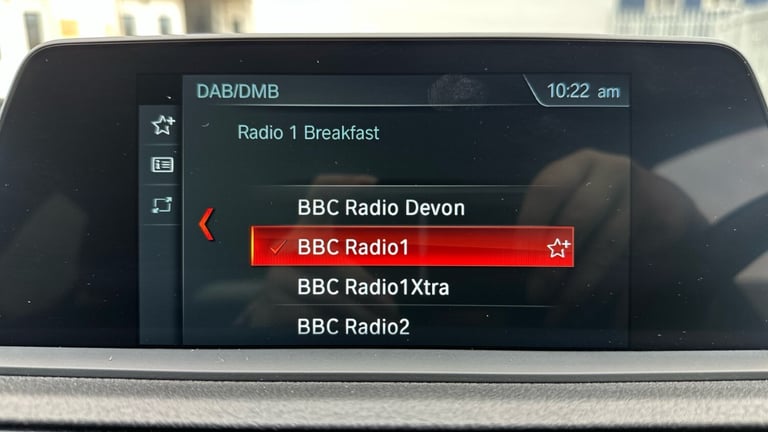 DAB/DMB
10:22 am
Radio 1 Breakfast
BBC Radio Devon
BBC Radio1
BBC Radio1Xtra
BBC Radio2